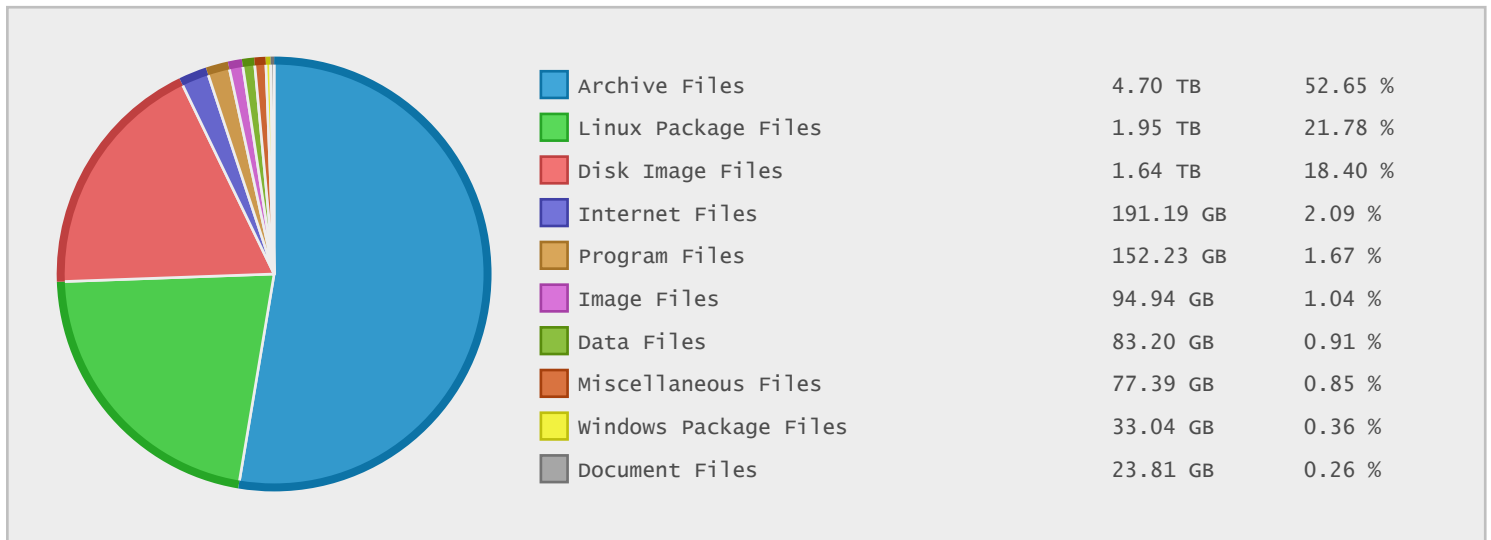 Archive Files 4.70 TB 52.65 %
Linux Package Files 1.95 TB 21.78 %
Disk Image Files 1.64 TB 18.40 %
Internet Files 191.19 GB 2.09 %
Program Files 152.23 GB 1.67 %
Image Files 94.94 GB 1.04 %
Data Files 83.20 GB 0.91 %
Miscellaneous Files 77.39 GB 0.85 %
Windows Package Files 33.04 GB 0.36 %
Document Files 23.81 GB 0.26 %